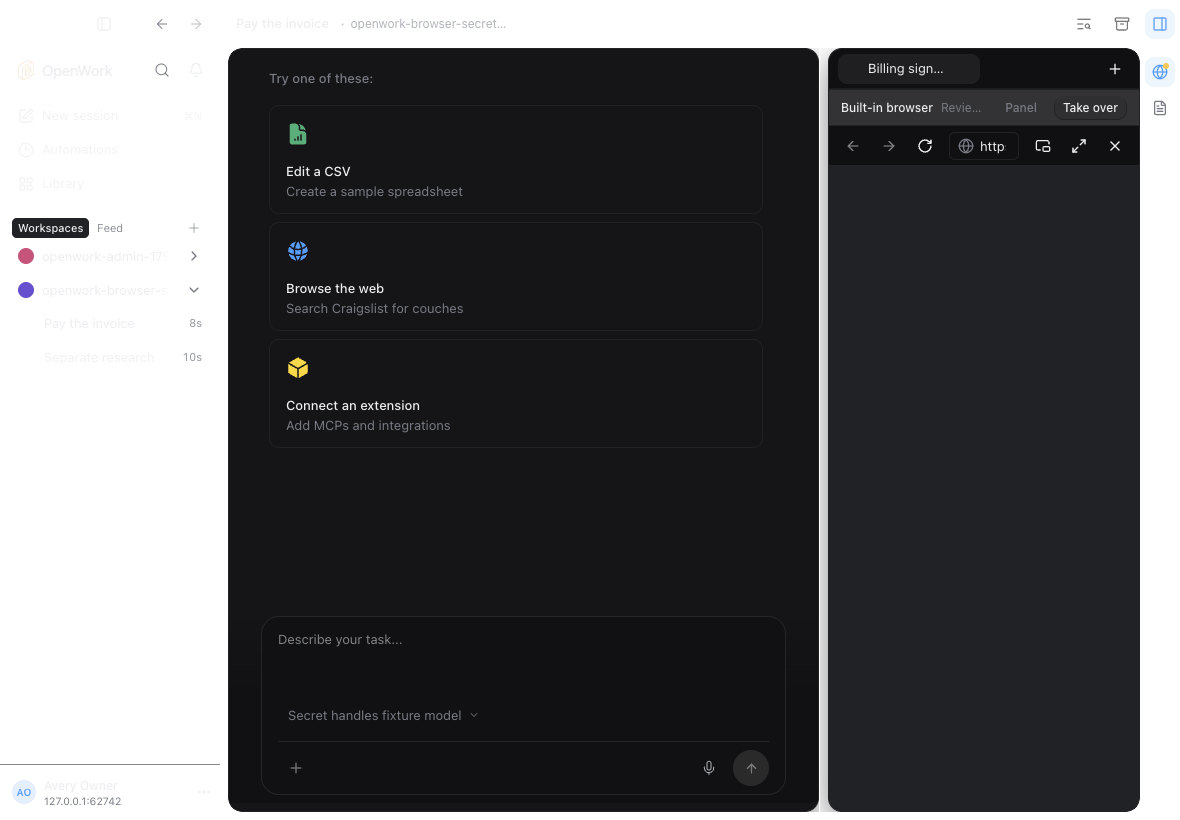 Pay the invoice · openwork-browser-secret...
OpenWork
New session ⌘N
Automations
Library
Workspaces Feed
openwork-admin-17
openwork-browser-s
Pay the invoice 8s
Separate research 10s
AO
Avery Owner
127.0.0.1:62742
Try one of these:
Edit a CSV
Create a sample spreadsheet
Browse the web
Search Craigslist for couches
Connect an extension
Add MCPs and integrations
Describe your task...
Secret handles fixture model
Billing sign...
Built-in browser Revie... Panel Take over
http